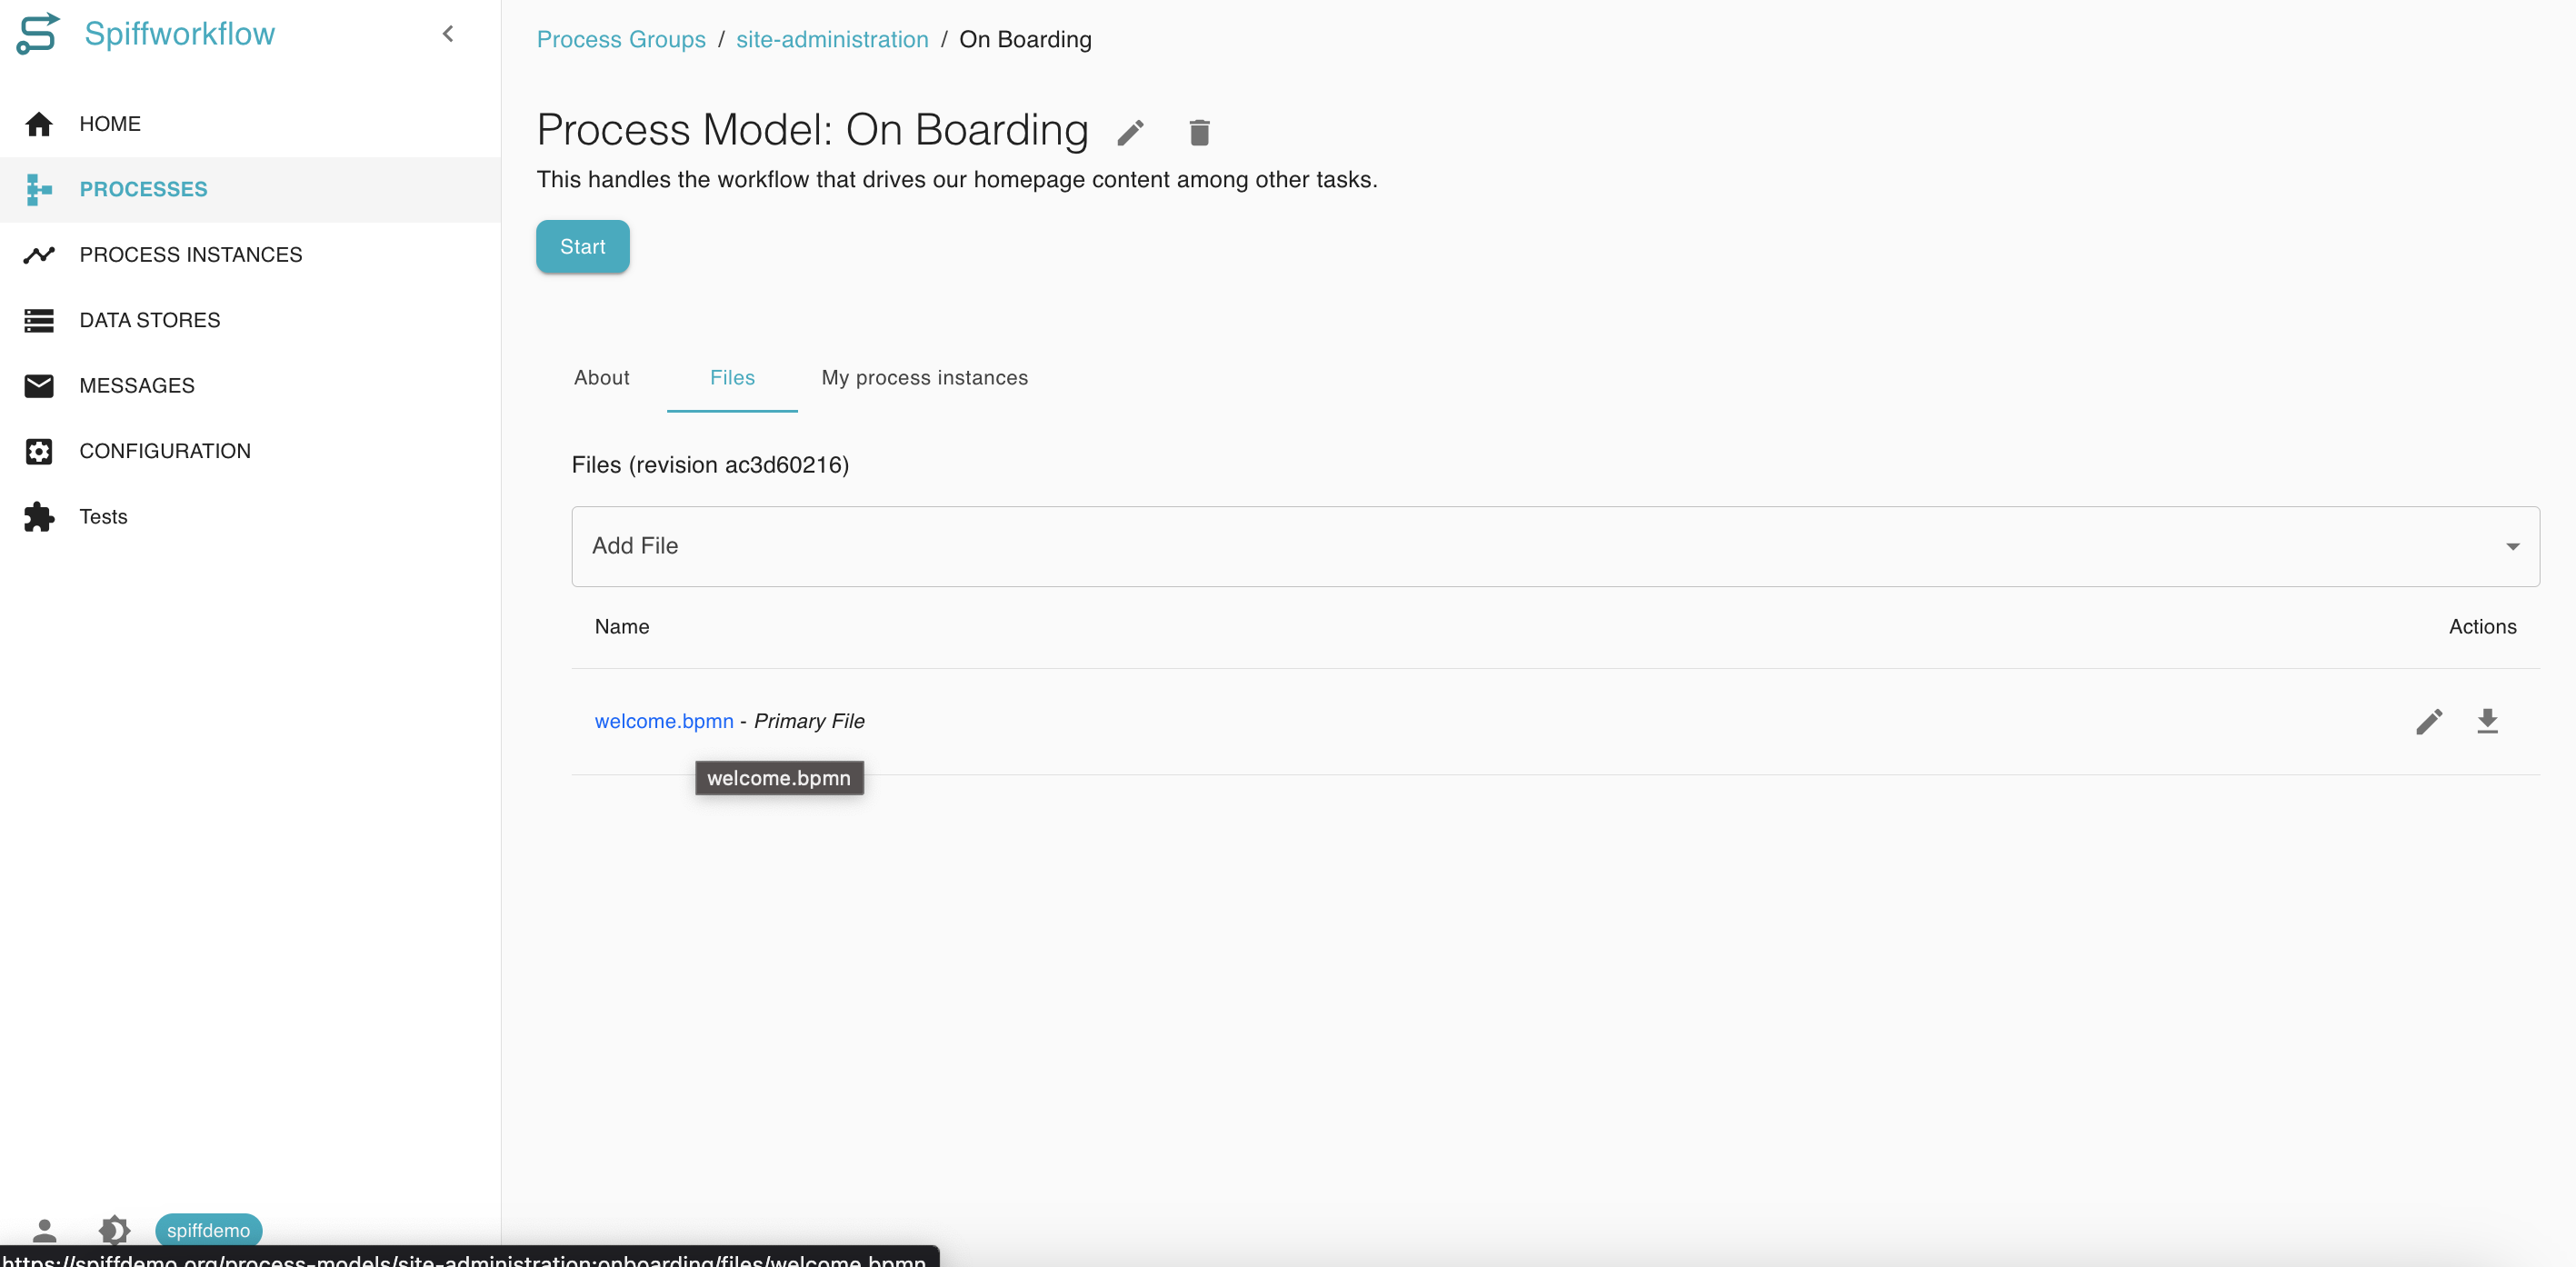 Spiffworkflow
HOME
PROCESSES
PROCESS INSTANCES
DATA STORES
MESSAGES
CONFIGURATION
Tests
spiffdemo
Process Groups / site-administration / On Boarding
Process Model: On Boarding
This handles the workflow that drives our homepage content among other tasks.
Start
About Files My process instances
Files (revision ac3d60216)
Add File
Name Actions
welcome.bpmn - Primary File
welcome.bpmn
https://spiffdemo.org/process-models/site-administration:onboarding/files/welcome.bpmn